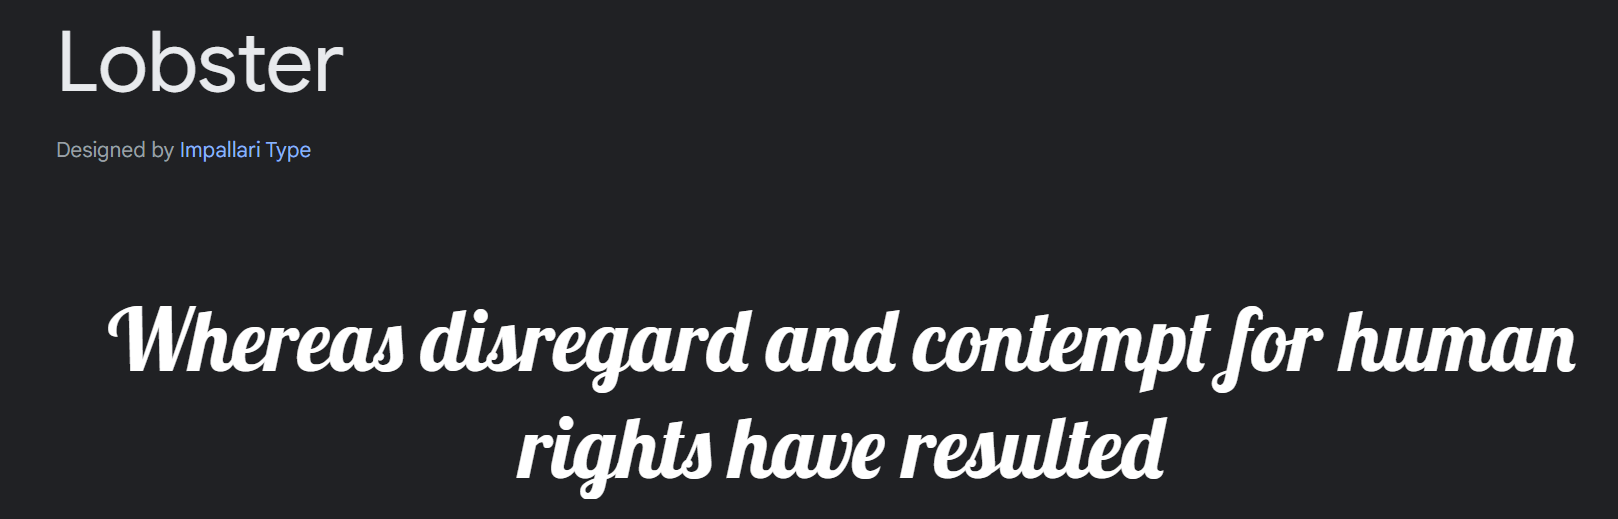 Lobster
Designed by Impallari Type
Whereas disregard and contempt for human
rights have resulted